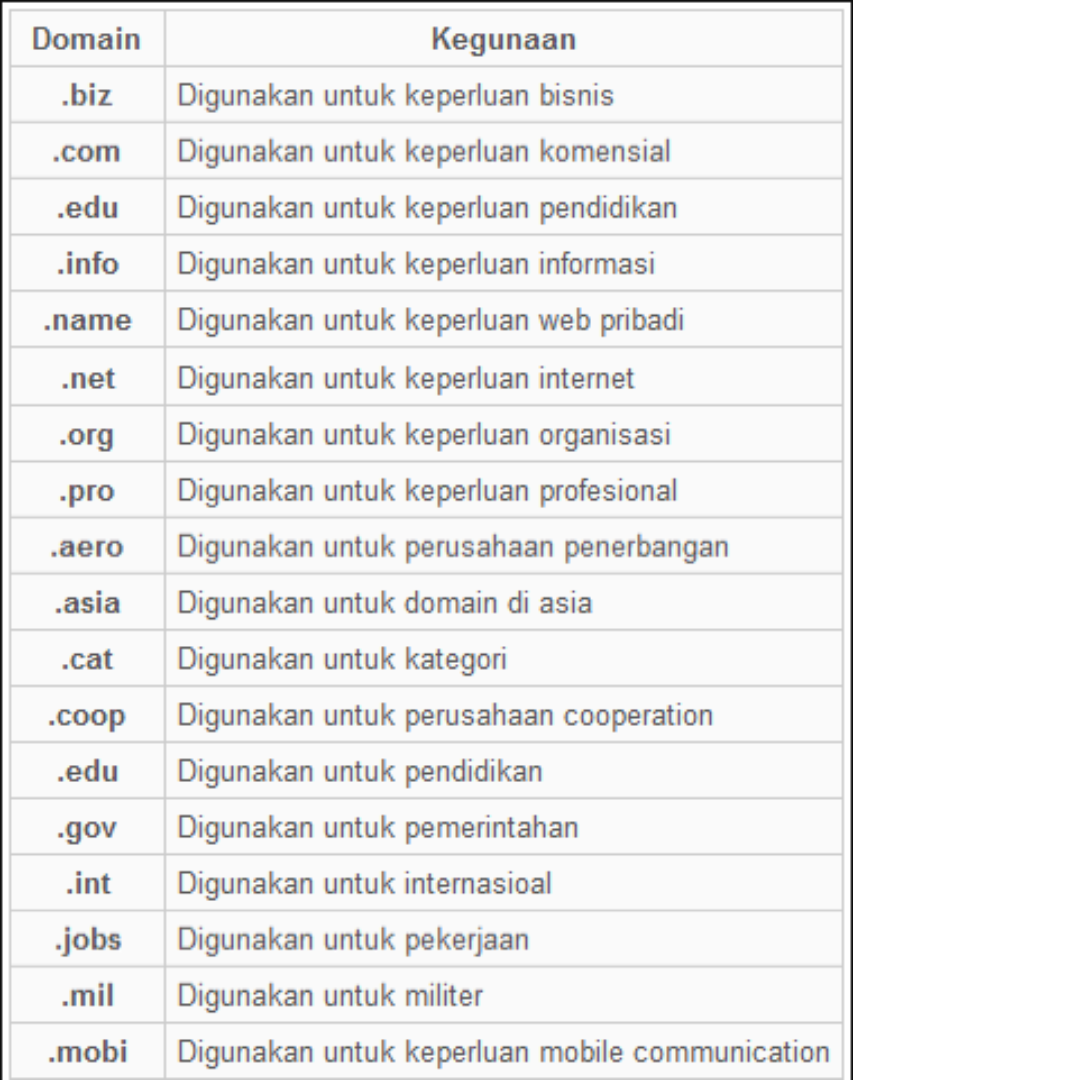 Domain Kegunaan
.biz Digunakan untuk keperluan bisnis
.com Digunakan untuk keperluan komensial
.edu Digunakan untuk keperluan pendidikan
.info Digunakan untuk keperluan informasi
.name Digunakan untuk keperluan web pribadi
.net Digunakan untuk keperluan internet
.org Digunakan untuk keperluan organisasi
.pro Digunakan untuk keperluan profesional
.aero Digunakan untuk perusahaan penerbangan
.asia Digunakan untuk domain di asia
.cat Digunakan untuk kategori
.coop Digunakan untuk perusahaan cooperation
.edu Digunakan untuk pendidikan
.gov Digunakan untuk pemerintahan
.int Digunakan untuk internasioal
.jobs Digunakan untuk pekerjaan
.mil Digunakan untuk militer
.mobi Digunakan untuk keperluan mobile communication